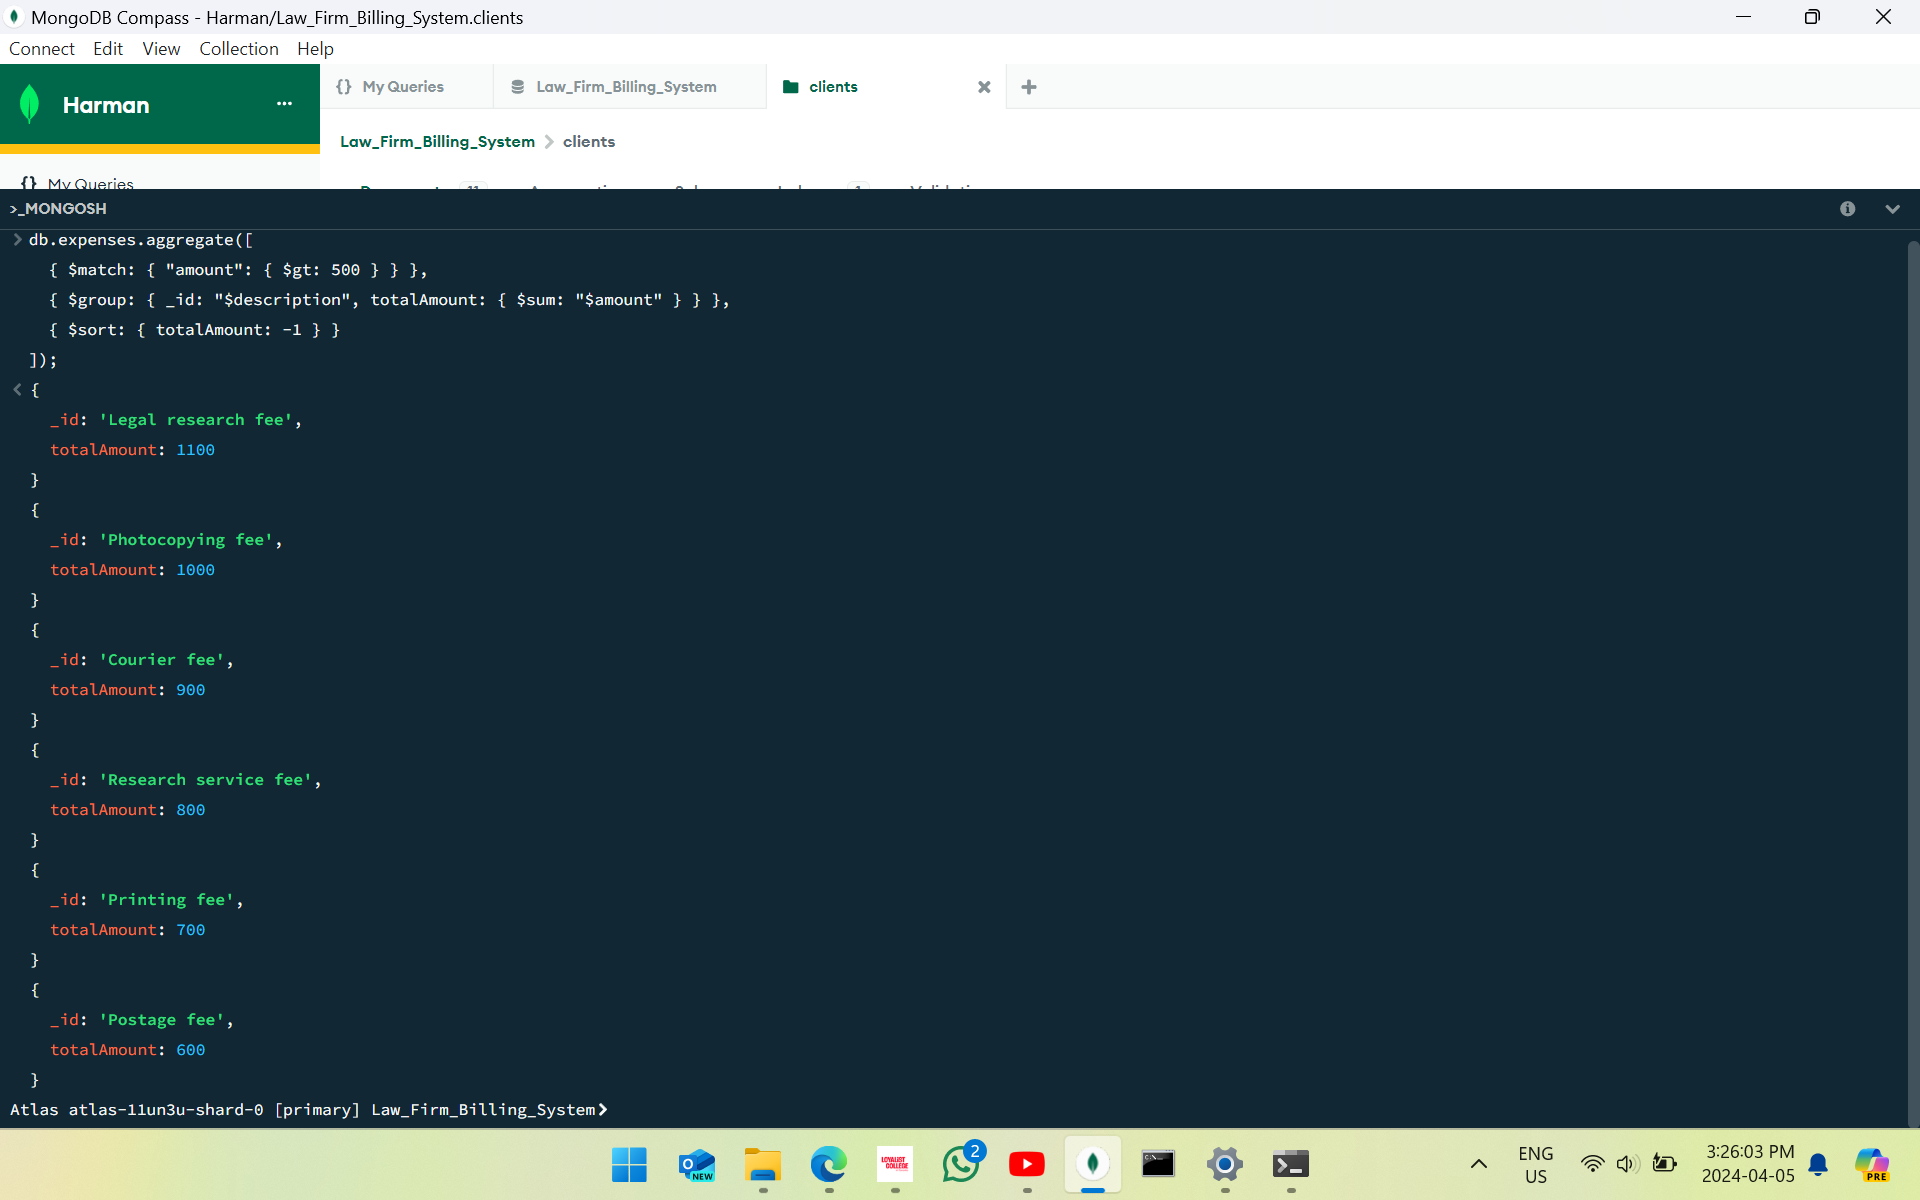 MongoDB Compass - Harman/Law_Firm_Billing_System.clients
Connect Edit View Collection Help
Harman ...
{} My Queries
Law_Firm_Billing_System
clients
Law_Firm_Billing_System > clients
{} My Queries
11
1
>_MONGOSH
> db.expenses.aggregate([
{ $match: { "amount": { $gt: 500 } } },
{ $group: { _id: "$description", totalAmount: { $sum: "$amount" } } },
{ $sort: { totalAmount: -1 } }
]);
< {
_id: 'Legal research fee',
totalAmount: 1100
}
{
_id: 'Photocopying fee',
totalAmount: 1000
}
{
_id: 'Courier fee',
totalAmount: 900
}
{
_id: 'Research service fee',
totalAmount: 800
}
{
_id: 'Printing fee',
totalAmount: 700
}
{
_id: 'Postage fee',
totalAmount: 600
}
Atlas atlas-11un3u-shard-0 [primary] Law_Firm_Billing_System>
NEW
LOYALIST
COLLEGE
2
ENG
US
3:26:03 PM
2024-04-05
PRE